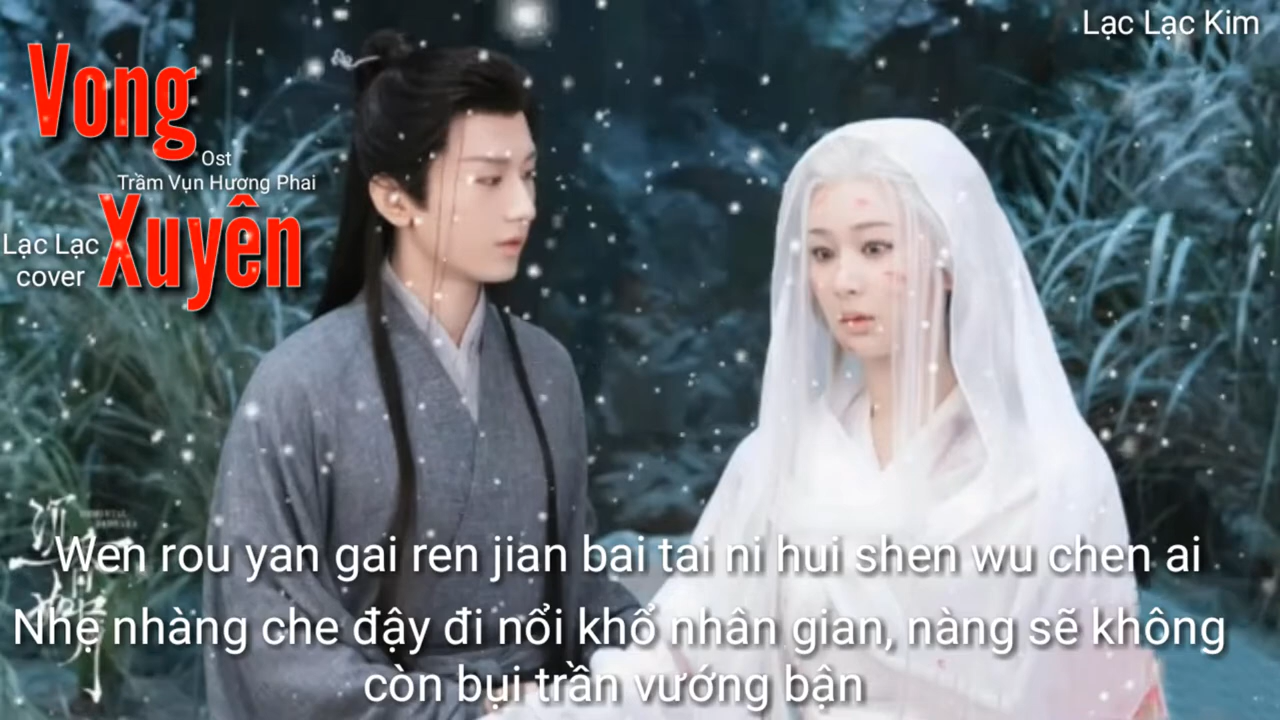 Lạc Lạc Kim
Vong
Ost
Trầm Vụn Hương Phai
Xuyên
Lạc Lạc
cover
Wen rou yan gai ren jian bai tai ni hui shen wu chen ai
Nhẹ nhàng che đậy đi nổi khổ nhân gian, nàng sẽ không
còn bụi trần vướng bận